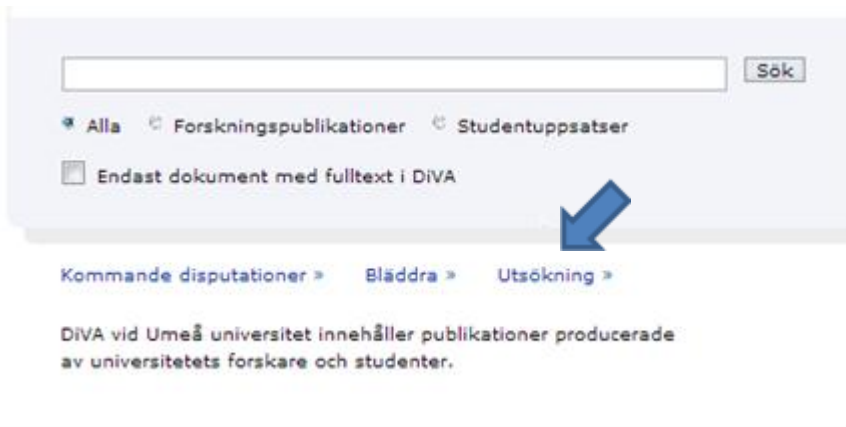 Sök
Alla Forskningspublikationer Studentuppsatser
Endast dokument med fulltext i DiVA
Kommande disputationer » Bläddra » Utsökning »
DiVA vid Umeå universitet innehåller publikationer producerade
av universitetets forskare och studenter.